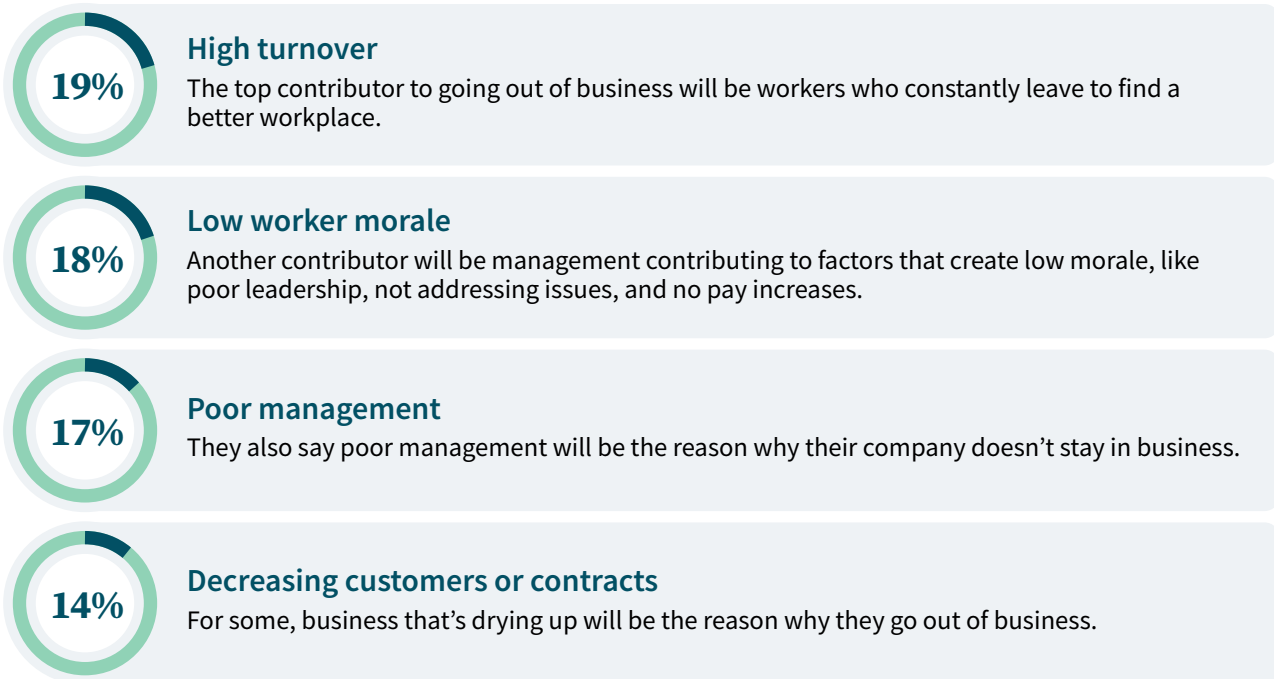 19%
High turnover
The top contributor to going out of business will be workers who constantly leave to find a
better workplace.
18%
Low worker morale
Another contributor will be management contributing to factors that create low morale, like
poor leadership, not addressing issues, and no pay increases.
17%
Poor management
They also say poor management will be the reason why their company doesn’t stay in business.
14%
Decreasing customers or contracts
For some, business that’s drying up will be the reason why they go out of business.